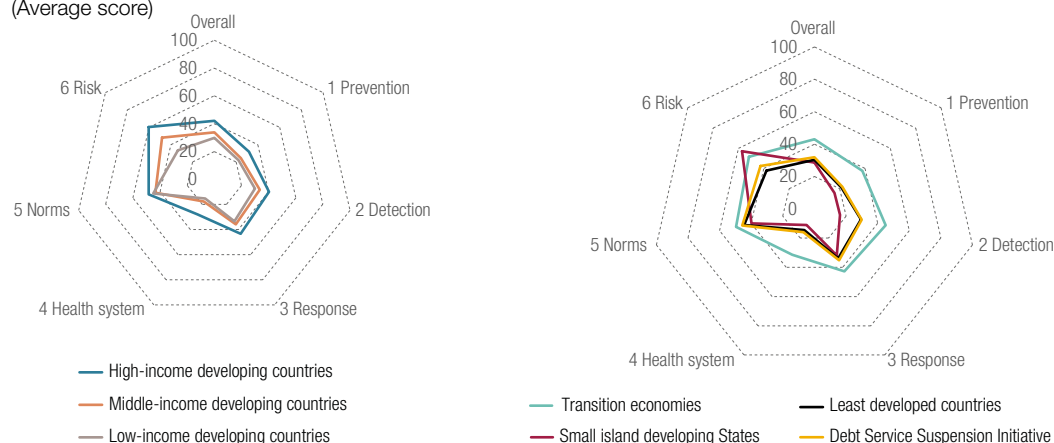 (Average score)
Overall
100
80
60
40
20
0
1 Prevention
2 Detection
3 Response
4 Health system
5 Norms
6 Risk
High-income developing countries
Middle-income developing countries
Low-income developing countries
Overall
100
80
60
40
20
0
1 Prevention
2 Detection
3 Response
4 Health system
5 Norms
6 Risk
Transition economies
Small island developing States
Least developed countries
Debt Service Suspension Initiative